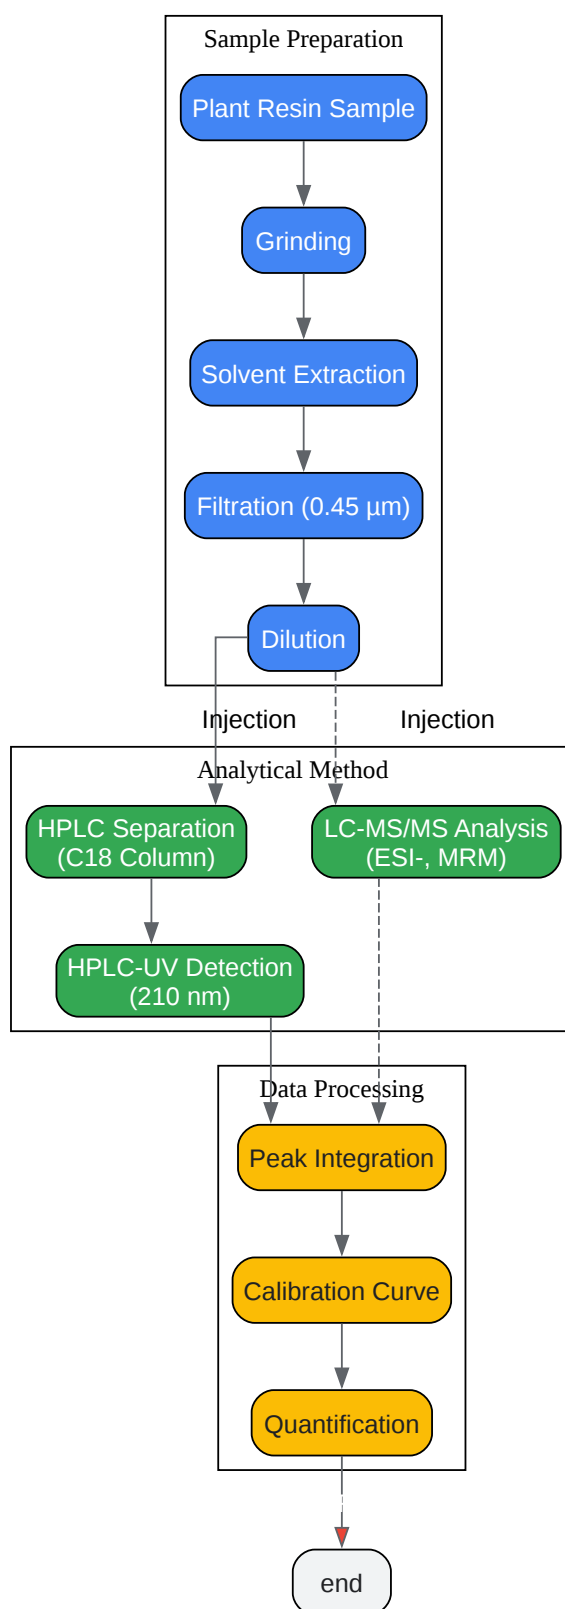 Sample Preparation
Plant Resin Sample
Grinding
Solvent Extraction
Filtration (0.45 µm)
Dilution
Injection
Injection
Analytical Method
HPLC Separation
(C18 Column)
LC-MS/MS Analysis
(ESI-, MRM)
HPLC-UV Detection
(210 nm)
Data Processing
Peak Integration
Calibration Curve
Quantification
end